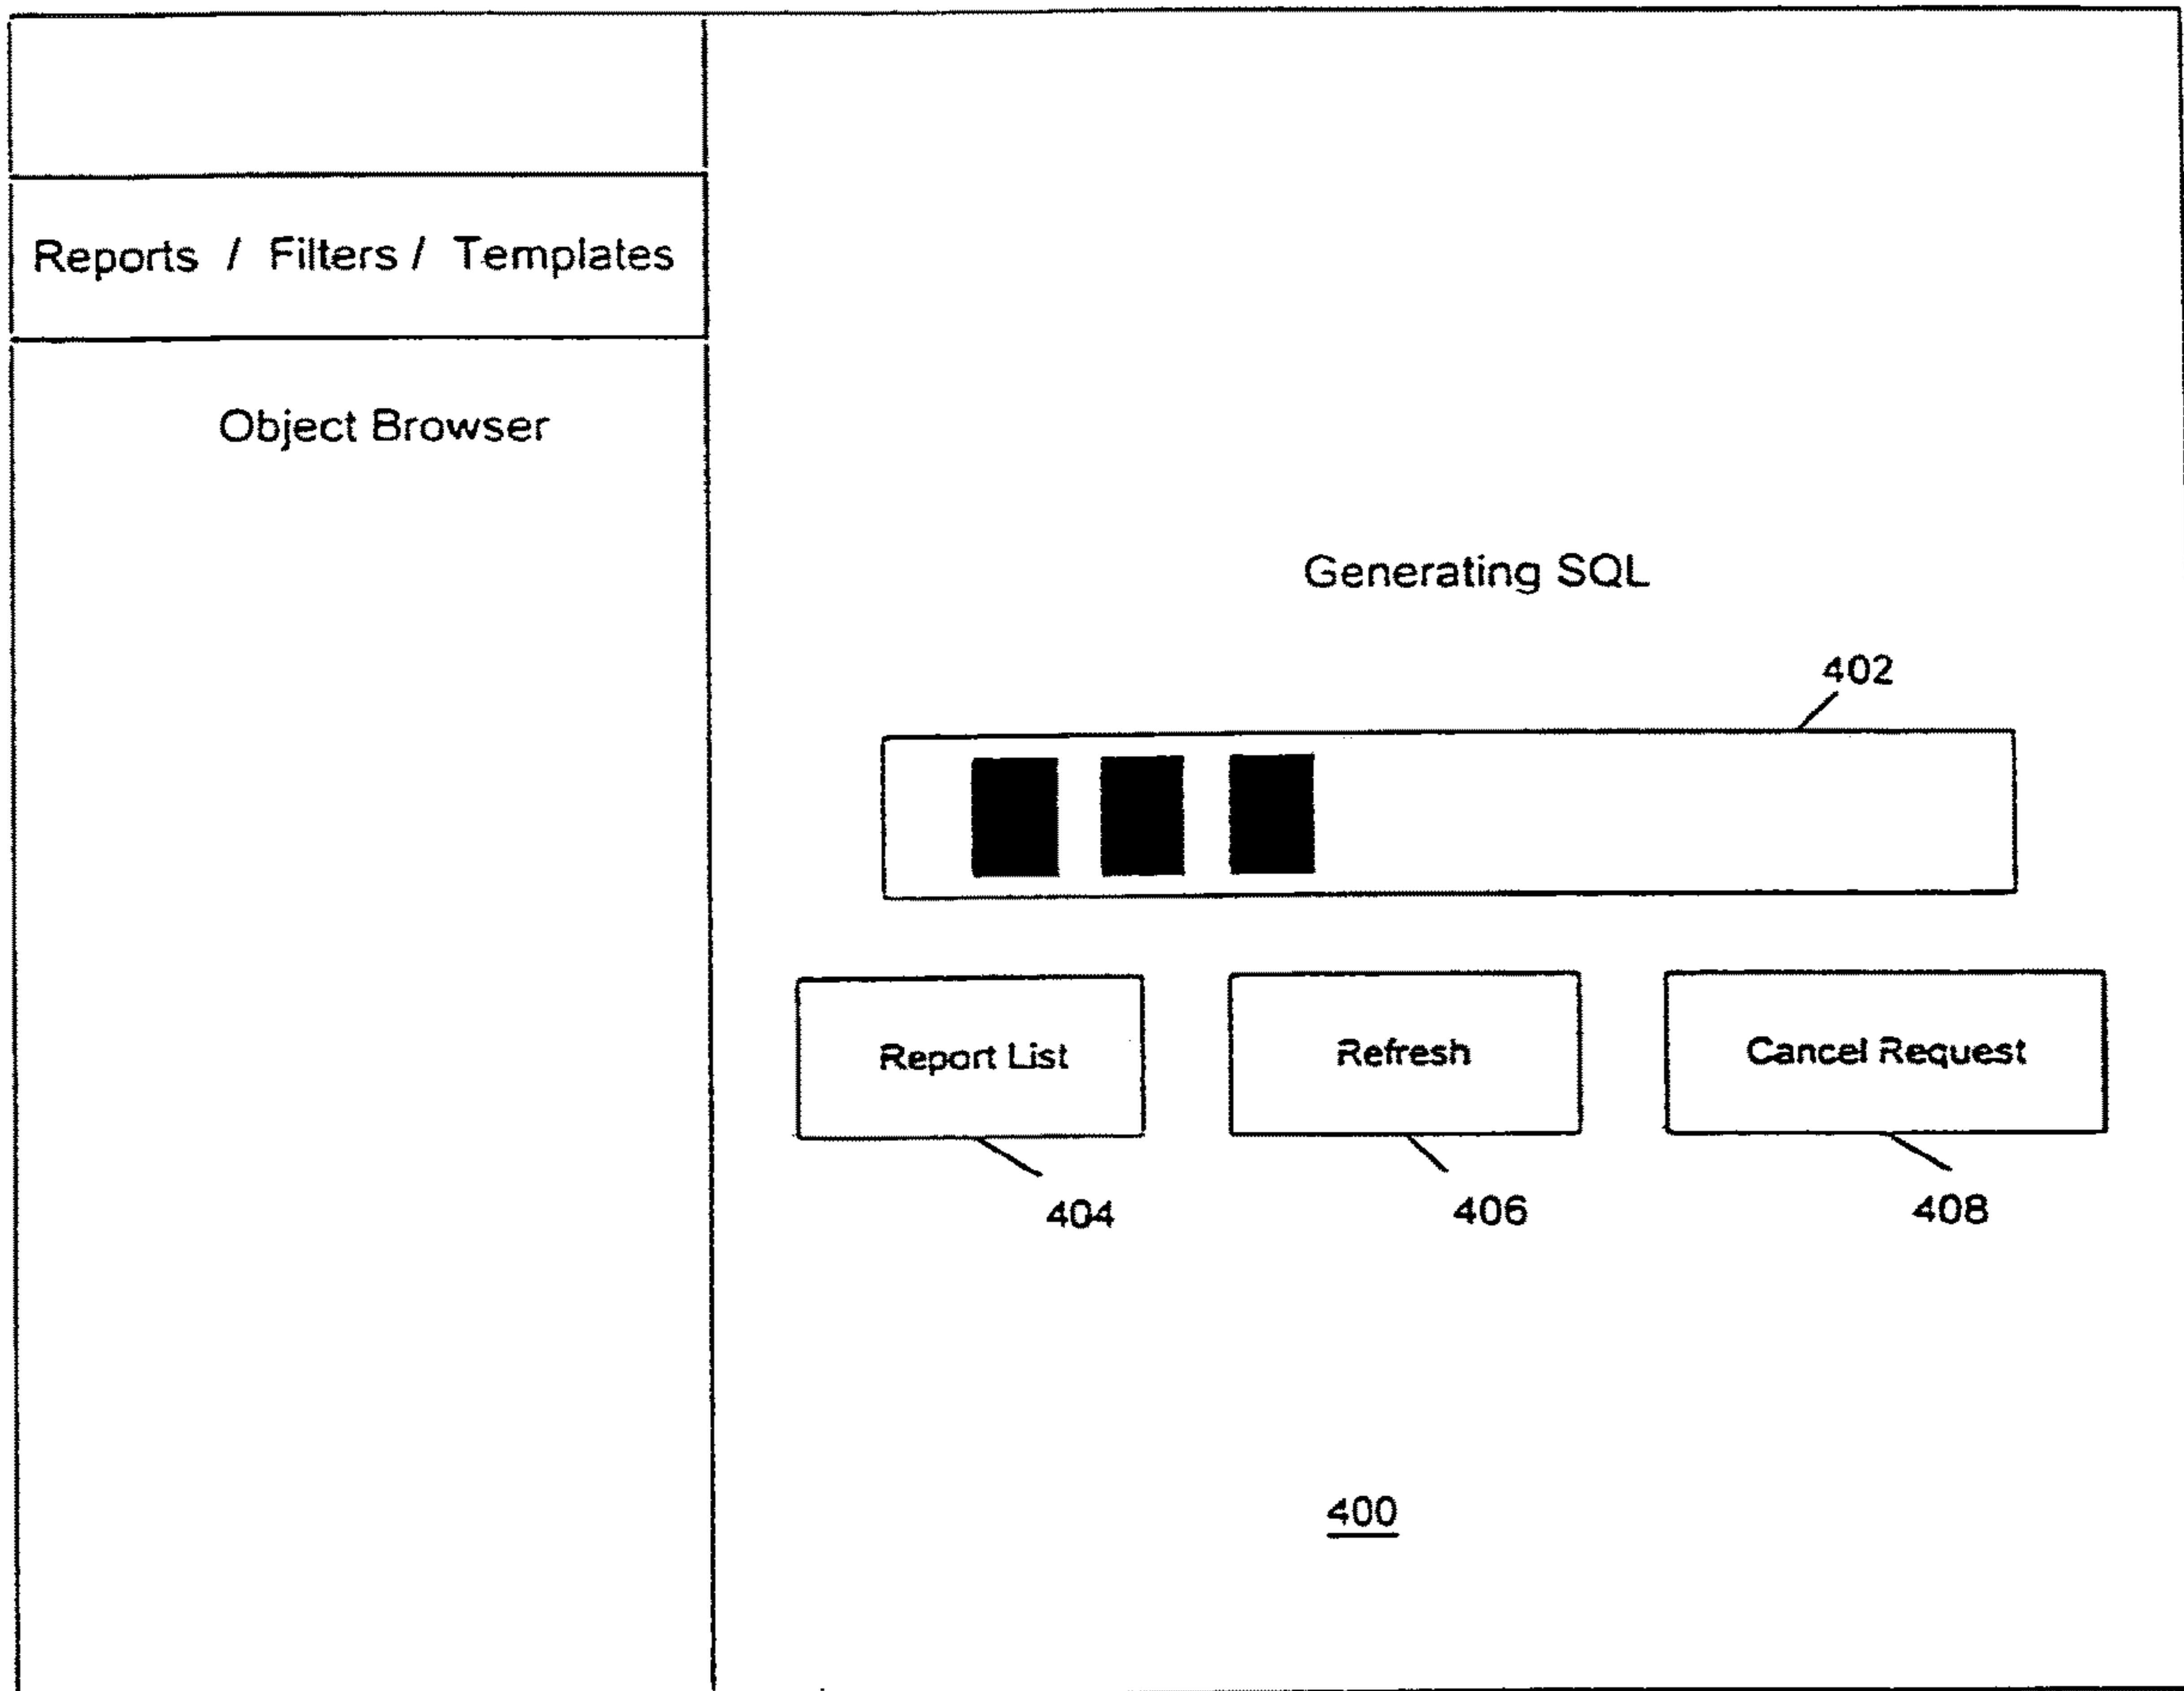 Reports / Filters / Templates
Object Browser
Generating SQL
402
Report List
Refresh
Cancel Request
404
406
408
400